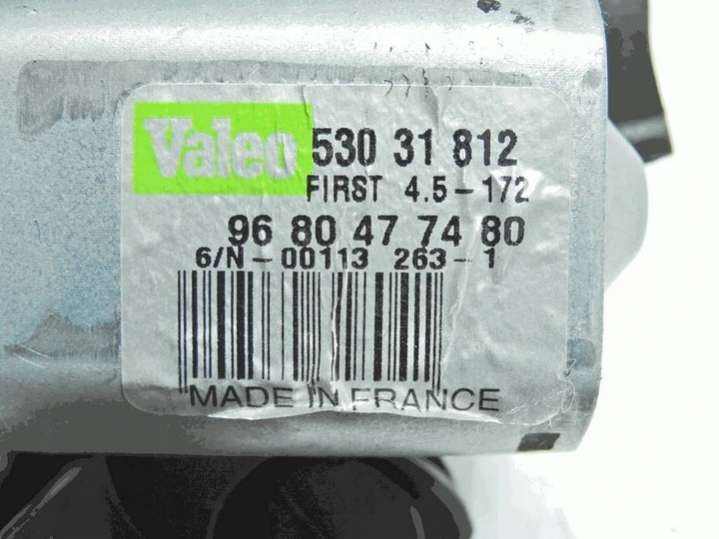 Valeo 530 31 812
FIRST 4.5-172
96 80 47 74 80
6/N-00113 263-1
MADE IN FRANCE